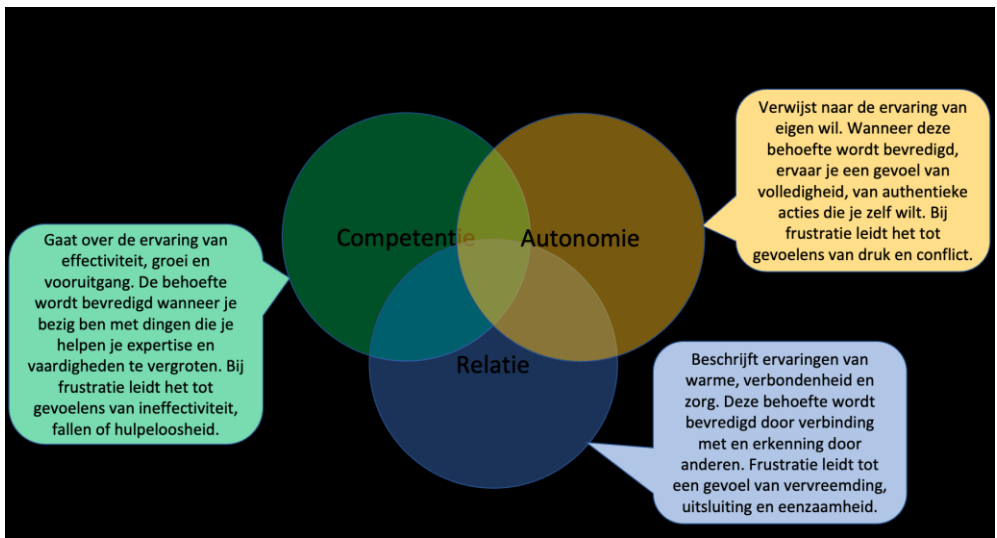 Verwijst naar de ervaring van
eigen wil. Wanneer deze
behoefte wordt bevredigd,
ervaar je een gevoel van
volledigheid, van authentieke
acties die je zelf wilt. Bij
frustratie leidt het tot
gevoelens van druk en conflict.
Competentie
Autonomie
Gaat over de ervaring van
effectiviteit, groei en
vooruitgang. De behoefte
wordt bevredigd wanneer je
bezig ben met dingen die je
helpen je expertise en
vaardigheden te vergroten. Bij
frustratie leidt het tot
gevoelens van ineffectiviteit,
fallen of hulpeloosheid.
Relatie
Beschrijft ervaringen van
warme, verbondenheid en
zorg. Deze behoefte wordt
bevredigd door verbinding
met en erkenning door
anderen. Frustratie leidt tot
een gevoel van vervreemding,
uitsluiting en eenzaamheid.